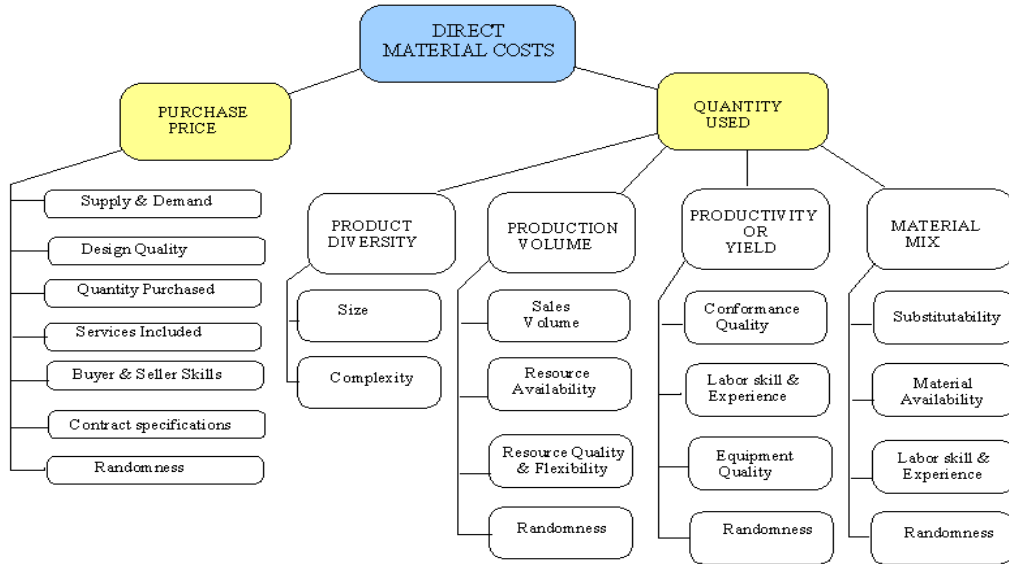 DIRECT
MATERIAL COSTS
PURCHASE
PRICE
QUANTITY
USED
Supply & Demand
Design Quality
Quantity Purchased
Services Included
Buyer & Seller Skills
Contract specifications
Randomness
PRODUCT
DIVERSITY
Size
Complexity
PRODUCTION
VOLUME
Sales
Volume
Resource
Availability
Resource Quality
& Flexibility
Randomness
PRODUCTIVITY
OR
YIELD
Conformance
Quality
Labor skill &
Experience
Equipment
Quality
Randomness
MATERIAL
MIX
Substitutability
Material
Availability
Labor skill &
Experience
Randomness